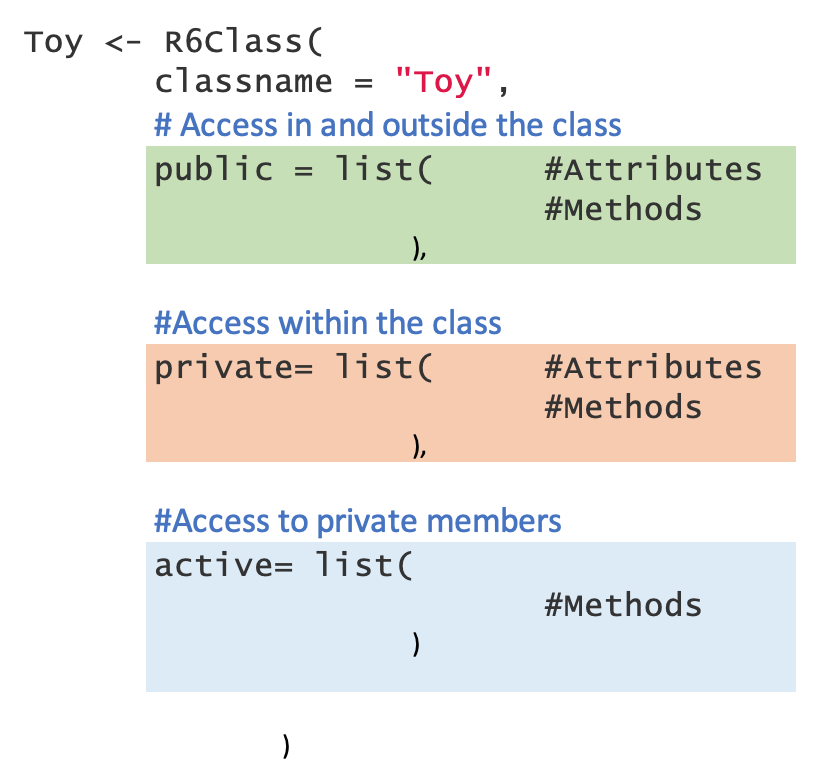 Toy <- R6Class(
classname = "Toy",
# Access in and outside the class
public = list( #Attributes
#Methods
),
#Access within the class
private= list( #Attributes
#Methods
),
#Access to private members
active= list(
#Methods
)
)